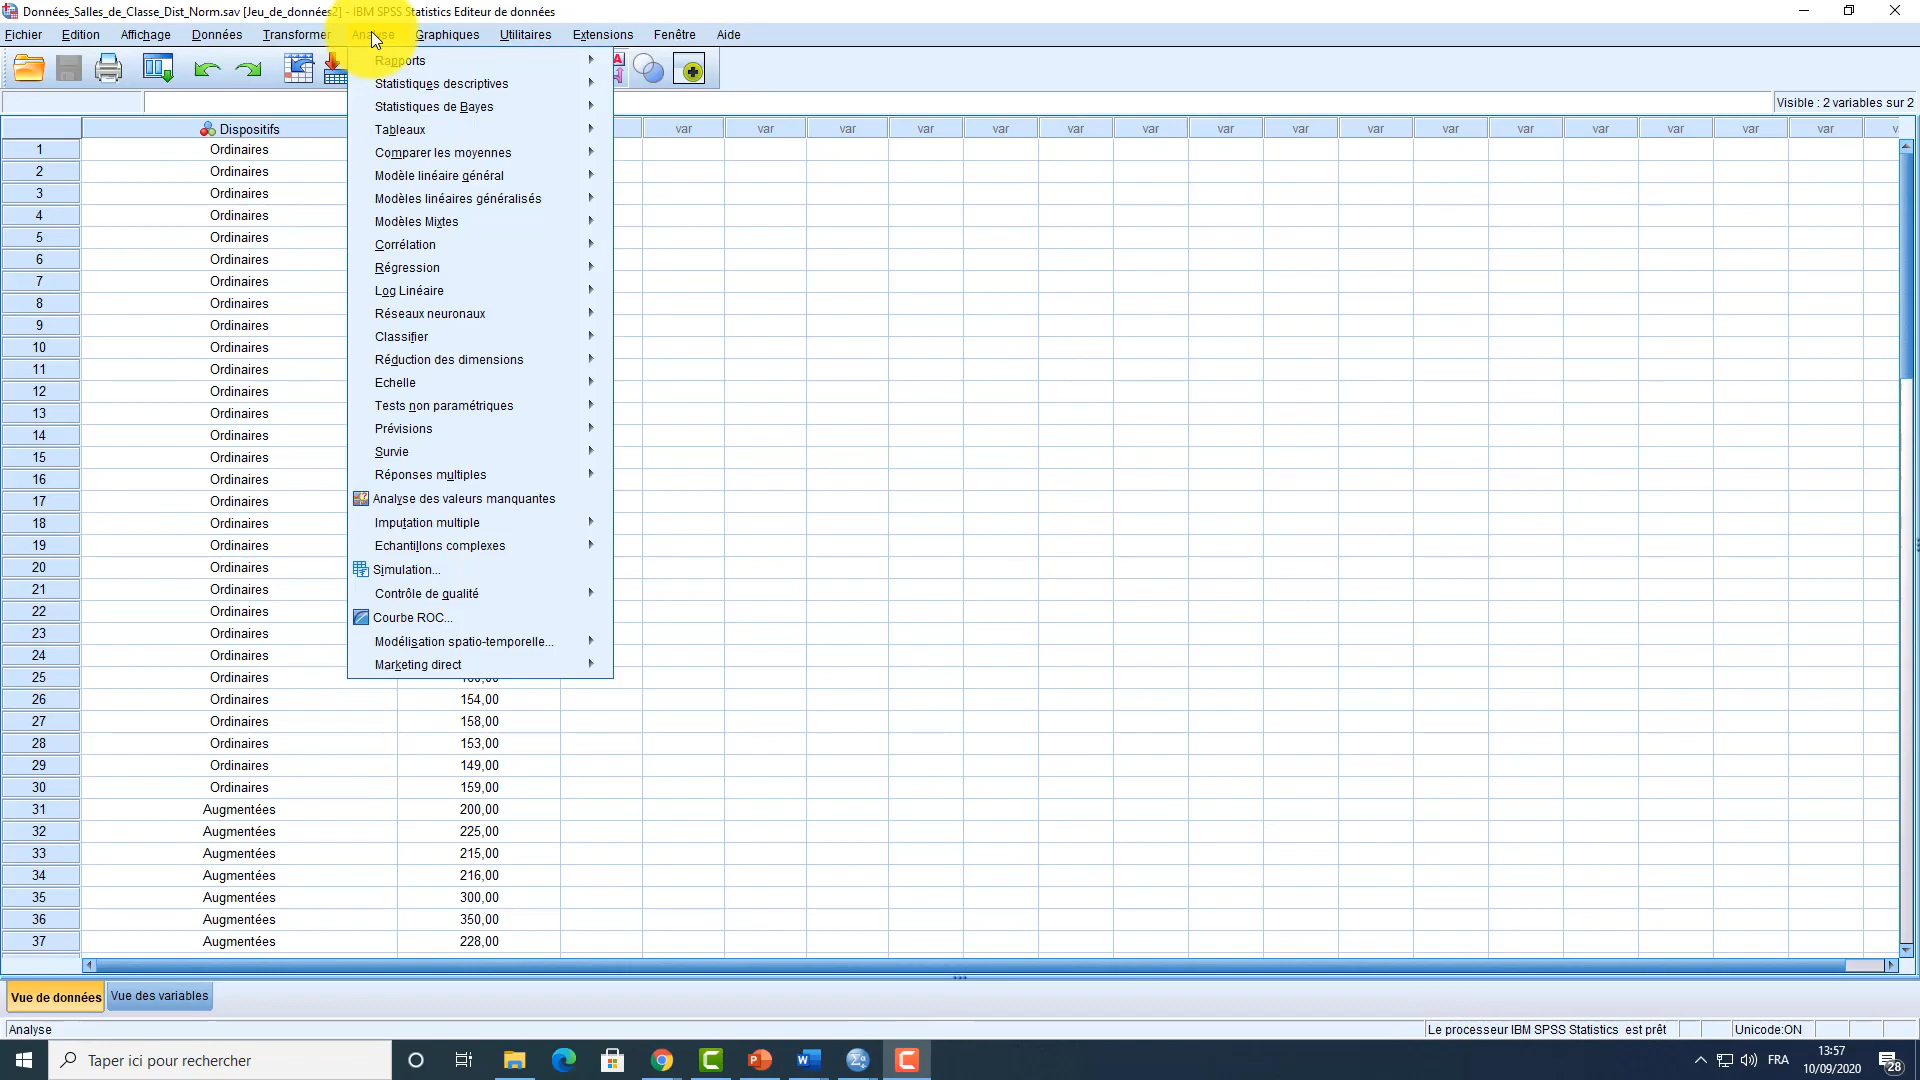 Données_Salles_de_Classe_Dist_Norm.sav [Jeu_de_données2] - IBM SPSS Statistics Editeur de données
Fichier Edition Affichage Données Transformer Analyse Graphiques Utilitaires Extensions Fenêtre Aide
Visible : 2 variables sur 2
Dispositifs var var var var var var var var var var var var var var var
Rapports
Statistiques descriptives
Statistiques de Bayes
Tableaux
Comparer les moyennes
Modèle linéaire général
Modèles linéaires généralisés
Modèles Mixtes
Corrélation
Régression
Log Linéaire
Réseaux neuronaux
Classifier
Réduction des dimensions
Echelle
Tests non paramétriques
Prévisions
Survie
Réponses multiples
Analyse des valeurs manquantes
Imputation multiple
Echantillons complexes
Simulation...
Contrôle de qualité
Courbe ROC...
Modélisation spatio-temporelle...
Marketing direct
1 Ordinaires
2 Ordinaires
3 Ordinaires
4 Ordinaires
5 Ordinaires
6 Ordinaires
7 Ordinaires
8 Ordinaires
9 Ordinaires
10 Ordinaires
11 Ordinaires
12 Ordinaires
13 Ordinaires
14 Ordinaires
15 Ordinaires
16 Ordinaires
17 Ordinaires
18 Ordinaires
19 Ordinaires
20 Ordinaires
21 Ordinaires
22 Ordinaires
23 Ordinaires
24 Ordinaires
25 Ordinaires
26 Ordinaires 154,00
27 Ordinaires 158,00
28 Ordinaires 153,00
29 Ordinaires 149,00
30 Ordinaires 159,00
31 Augmentées 200,00
32 Augmentées 225,00
33 Augmentées 215,00
34 Augmentées 216,00
35 Augmentées 300,00
36 Augmentées 350,00
37 Augmentées 228,00
Vue de données Vue des variables
Analyse Le processeur IBM SPSS Statistics est prêt Unicode:ON
Taper ici pour rechercher
FRA
13:57
10/09/2020
28